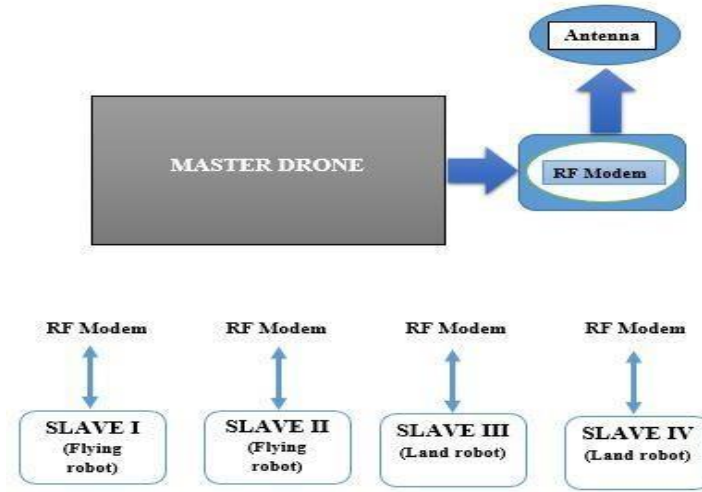 Antenna
MASTER DRONE
RF Modem
RF Modem
RF Modem
RF Modem
RF Modem
SLAVE I
(Flying
robot)
SLAVE II
(Flying
robot)
SLAVE III
(Land robot)
SLAVE IV
(Land robot)